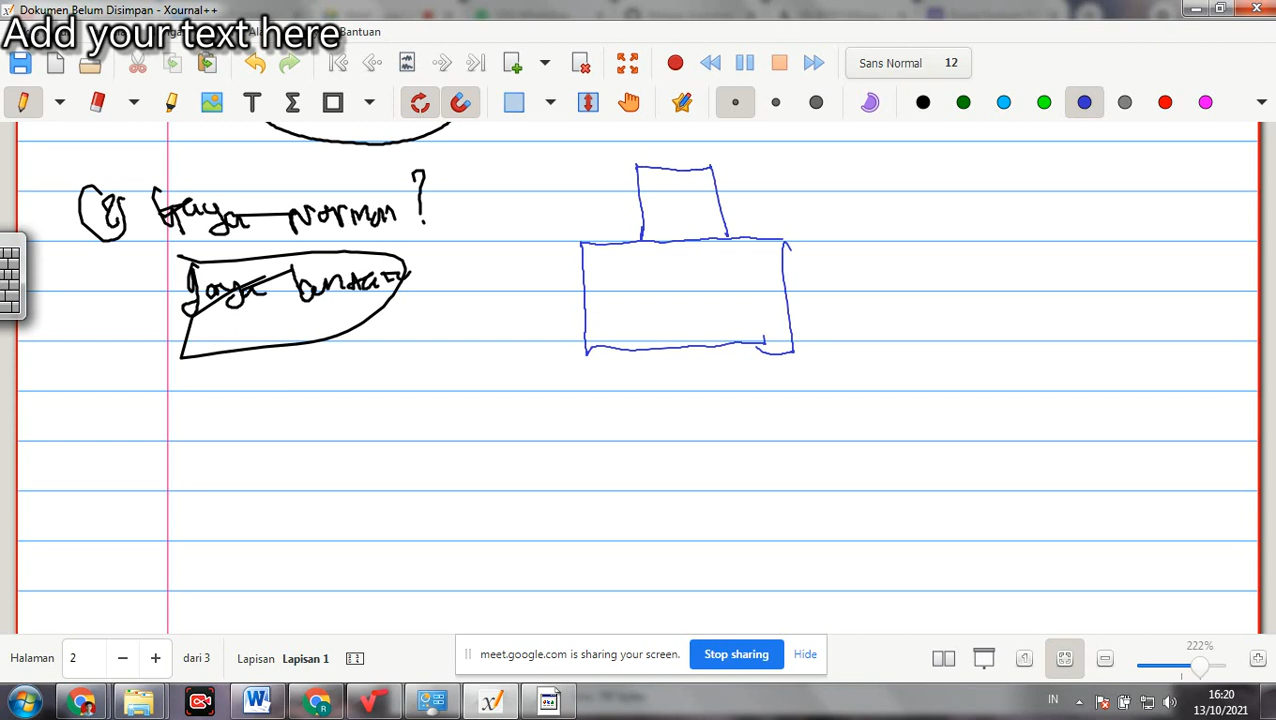 Dokumen Belum Disimpan - Xournal++
Add your text here
Bantuan
Sans Normal 12
Gaya normal ?
gaya
Halaman 2 dari 3 Lapisan Lapisan 1
meet.google.com is sharing your screen. Stop sharing Hide
222%
IN 16:20
13/10/2021